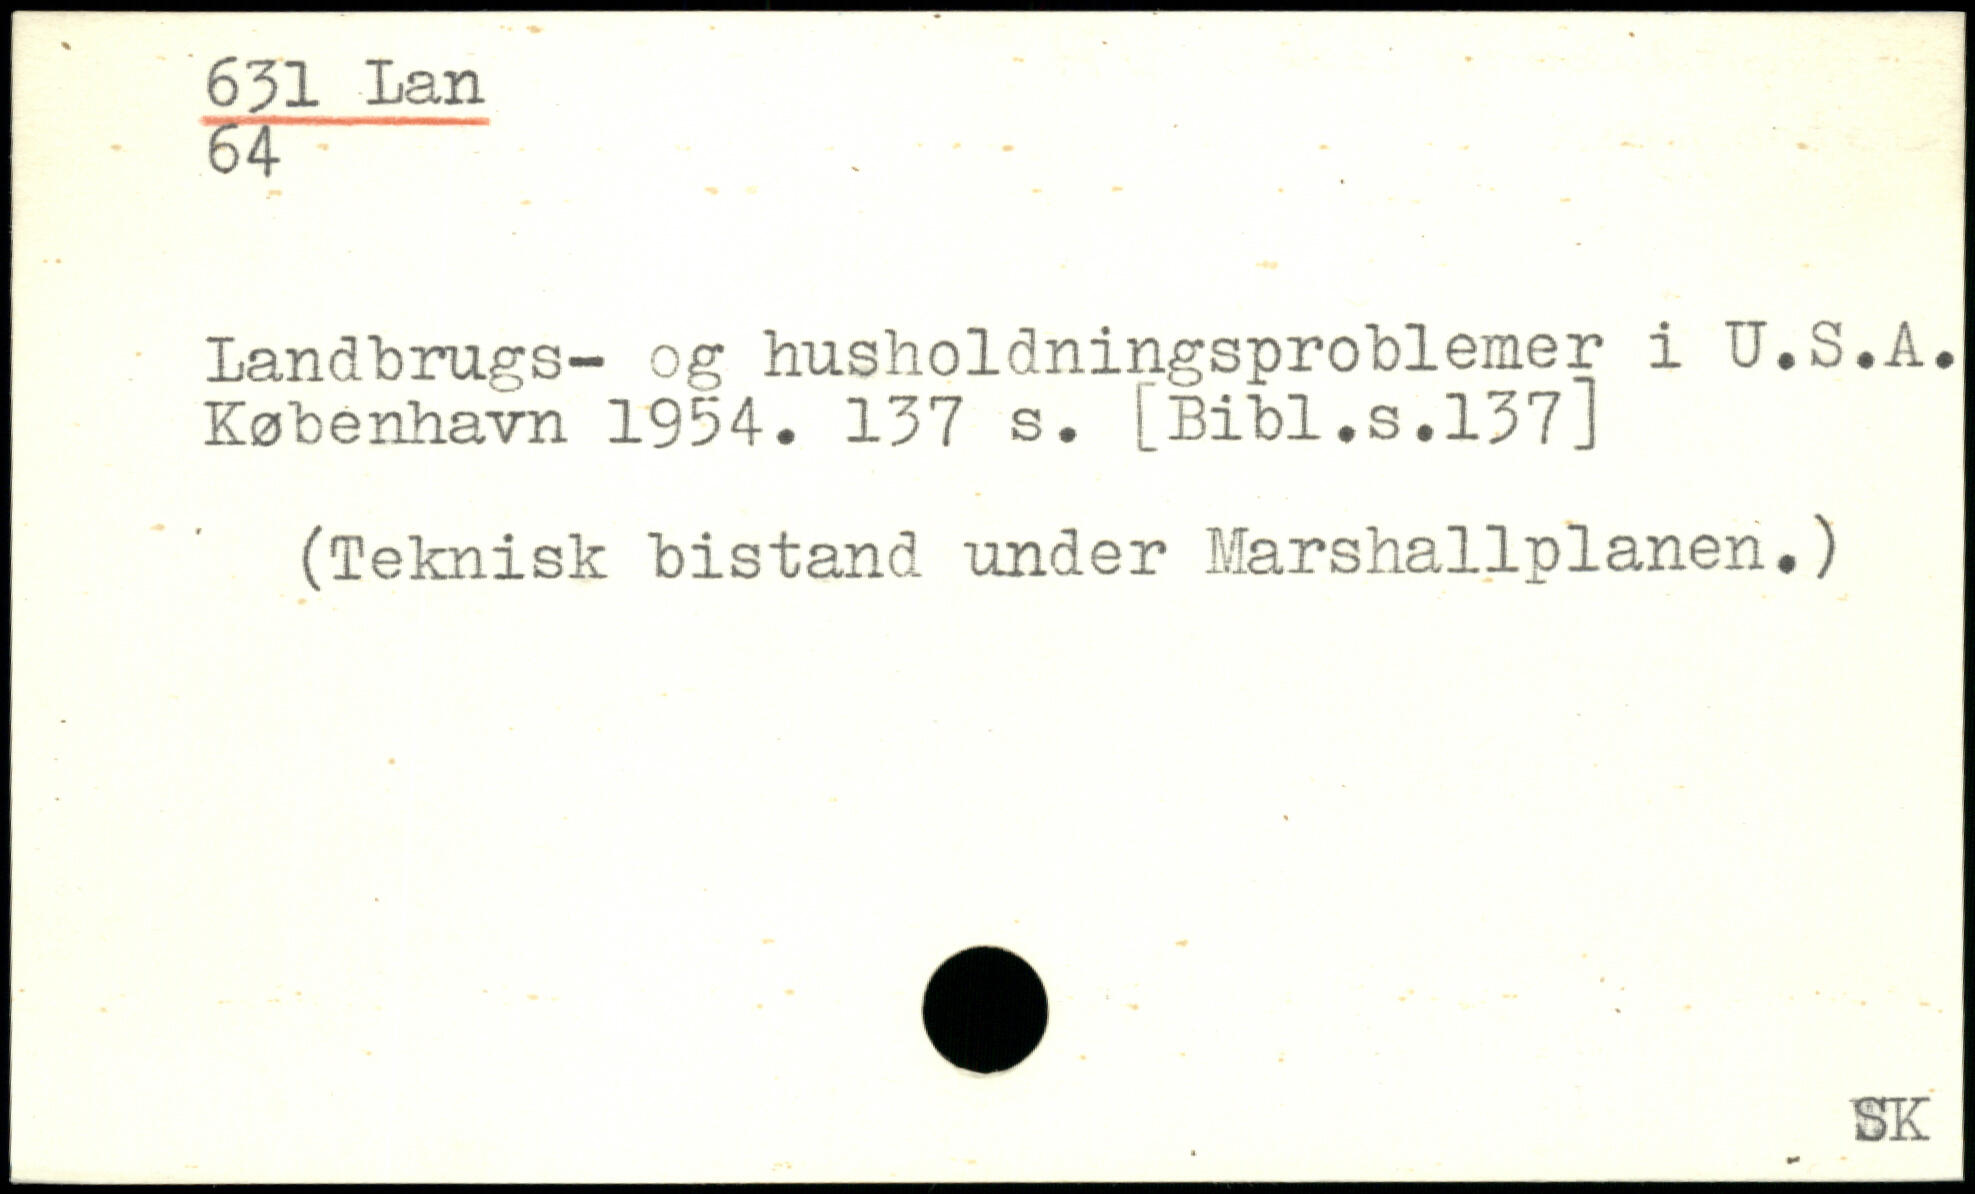 631 Lan
64
Landbrugs- og husholdningsproblemer i U.S.A.
København 1954. 137 s. [Bibl.s.137]
(Teknisk bistand under Marshallplanen.)
SK